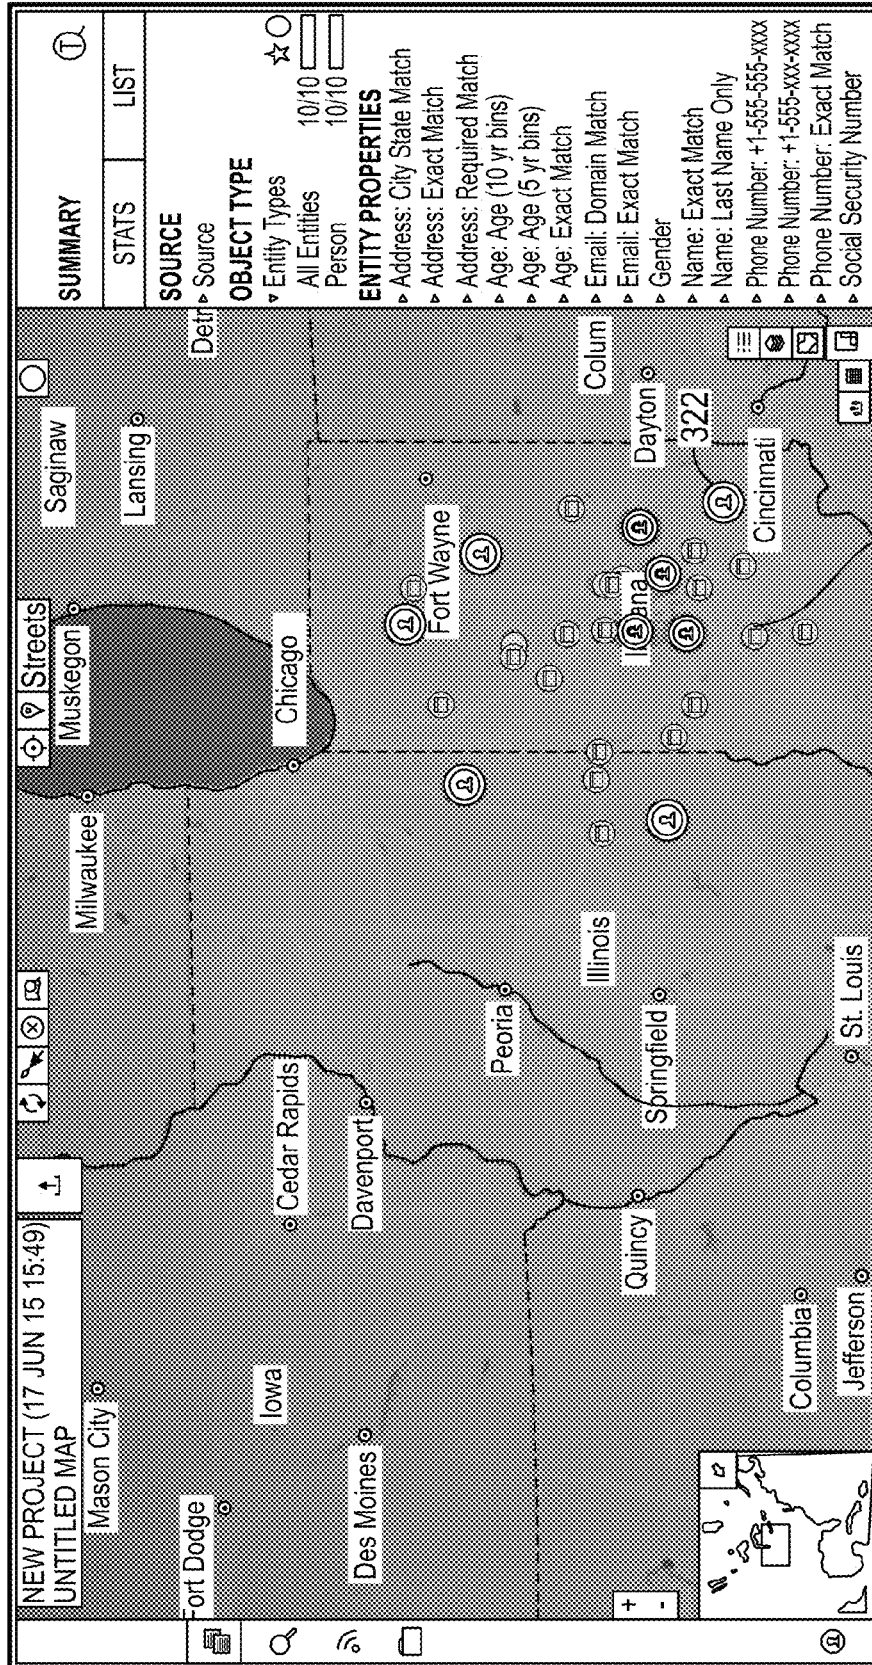 NEW PROJECT (17 JUN 15 15:49)
UNTITLED MAP
Streets
Mason City
Fort Dodge
Iowa
Des Moines
Cedar Rapids
Davenport
Milwaukee
Muskegon
Saginaw
Lansing
Detr
Chicago
Peoria
Fort Wayne
Illinois
Springfield
Quincy
Columbia
Jefferson
St. Louis
Colum
Dayton
322
Cincinnati
+
-
SUMMARY
STATS
LIST
SOURCE
Source
OBJECT TYPE
Entity Types
All Entities 10/10
Person 10/10
ENTITY PROPERTIES
Address: City State Match
Address: Exact Match
Address: Required Match
Age: Age (10 yr bins)
Age: Age (5 yr bins)
Age: Exact Match
Email: Domain Match
Email: Exact Match
Gender
Name: Exact Match
Name: Last Name Only
Phone Number: +1-555-555-xxxx
Phone Number: +1-555-xxx-xxxx
Phone Number: Exact Match
Social Security Number